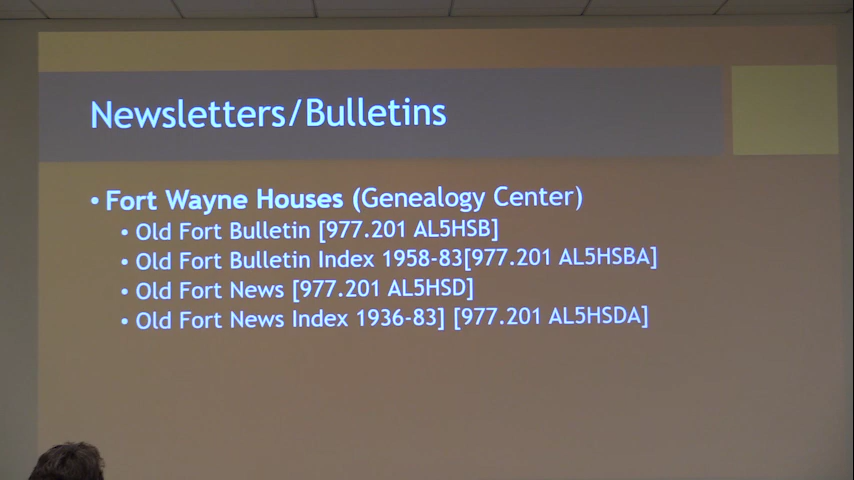 Newsletters/Bulletins
• Fort Wayne Houses (Genealogy Center)
• Old Fort Bulletin [977.201 AL5HSB]
• Old Fort Bulletin Index 1958-83[977.201 AL5HSBA]
• Old Fort News [977.201 AL5HSD]
• Old Fort News Index 1936-83] [977.201 AL5HSDA]